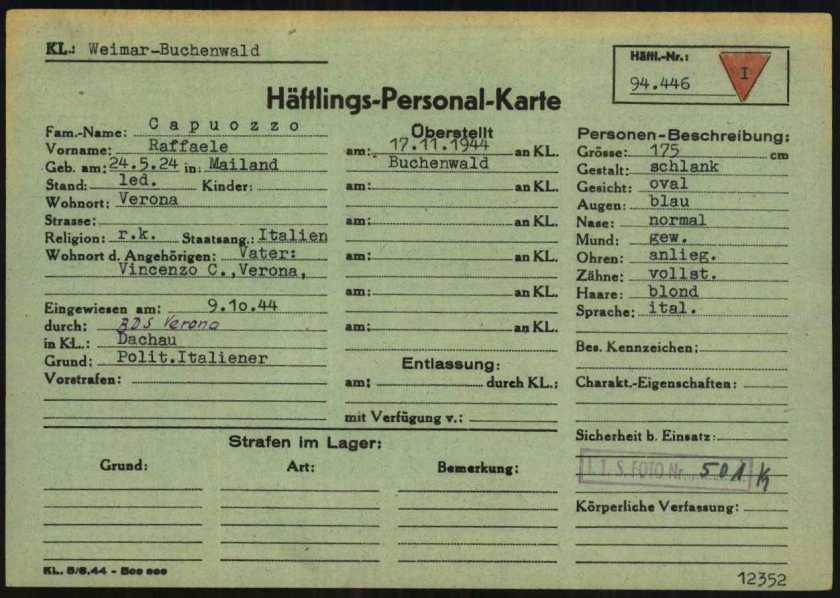 KL.: Weimar-Buchenwald
Häftl.-Nr.:
94.446
I
Häftlings-Personal-Karte
Fam.-Name: Capuozzo
Vorname: Raffaele
Geb. am: 24.5.24 in: Mailand
Stand: led. Kinder:
Wohnort: Verona
Strasse:
Religion: r.k. Staatsang.: Italien
Wohnort d. Angehörigen: Vater:
Vincenzo C.,Verona,
Eingewiesen am: 9.10.44
durch: BDS Verona
in KL.: Dachau
Grund: Polit.Italiener
Vorstrafen:
Überstellt
am: 17.11.1944 an KL.
Buchenwald
am: an KL.
am: an KL.
am: an KL.
am: an KL.
am: an KL.
Entlassung:
am: durch KL.:
mit Verfügung v.:
Personen-Beschreibung:
Grösse: 175 cm
Gestalt: schlank
Gesicht: oval
Augen: blau
Nase: normal
Mund: gew.
Ohren: anlieg.
Zähne: vollst.
Haare: blond
Sprache: ital.
Bes. Kennzeichen:
Charakt.-Eigenschaften:
Sicherheit b. Einsatz:
I. T. S. FOTO Nr. 501
Körperliche Verfassung:
Strafen im Lager:
Grund: Art: Bemerkung:
KL. 5/6.44 - 500 000
12352